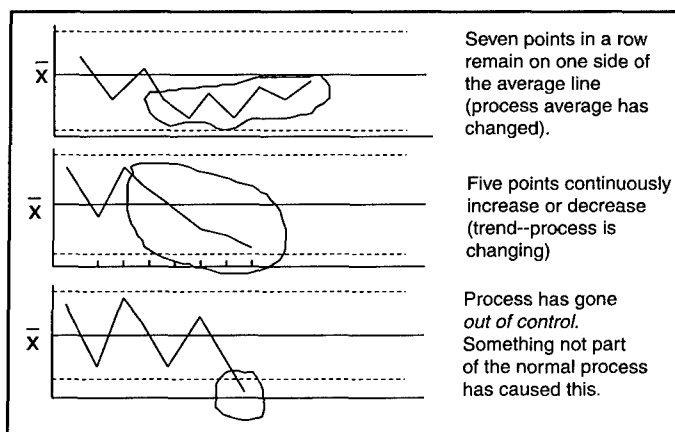 X̄
Seven points in a row
remain on one side of
the average line
(process average has
changed).
X̄
Five points continuously
increase or decrease
(trend--process is
changing)
X̄
Process has gone
out of control.
Something not part
of the normal process
has caused this.